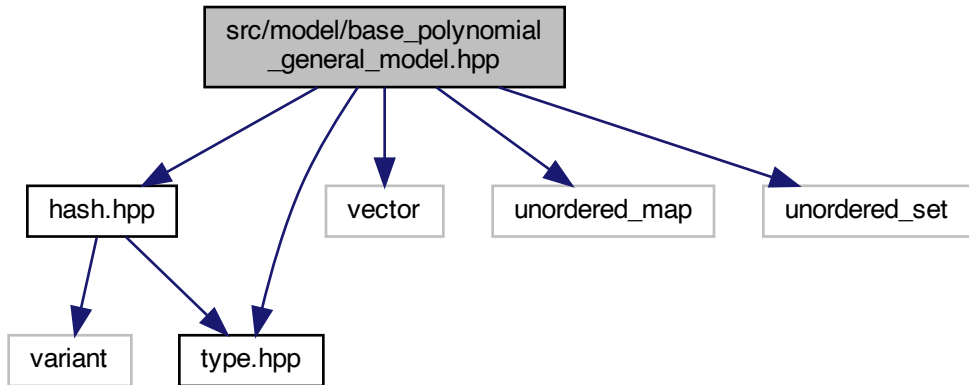 src/model/base_polynomial
_general_model.hpp
hash.hpp
vector
unordered_map
unordered_set
variant
type.hpp